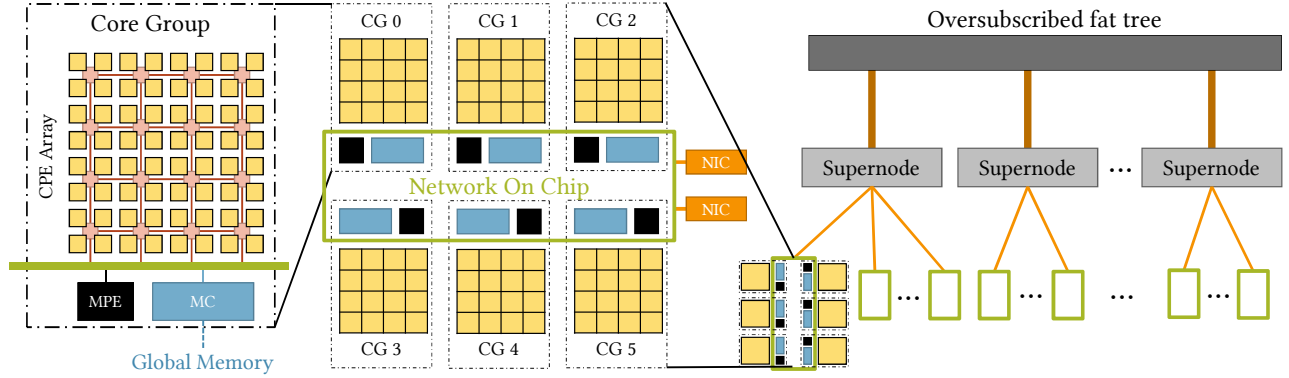 Core Group
CPE Array
MPE
MC
Global Memory
CG 0
CG 1
CG 2
Network On Chip
NIC
NIC
CG 3
CG 4
CG 5
Oversubscribed fat tree
Supernode
Supernode
...
Supernode
...
...
...
...